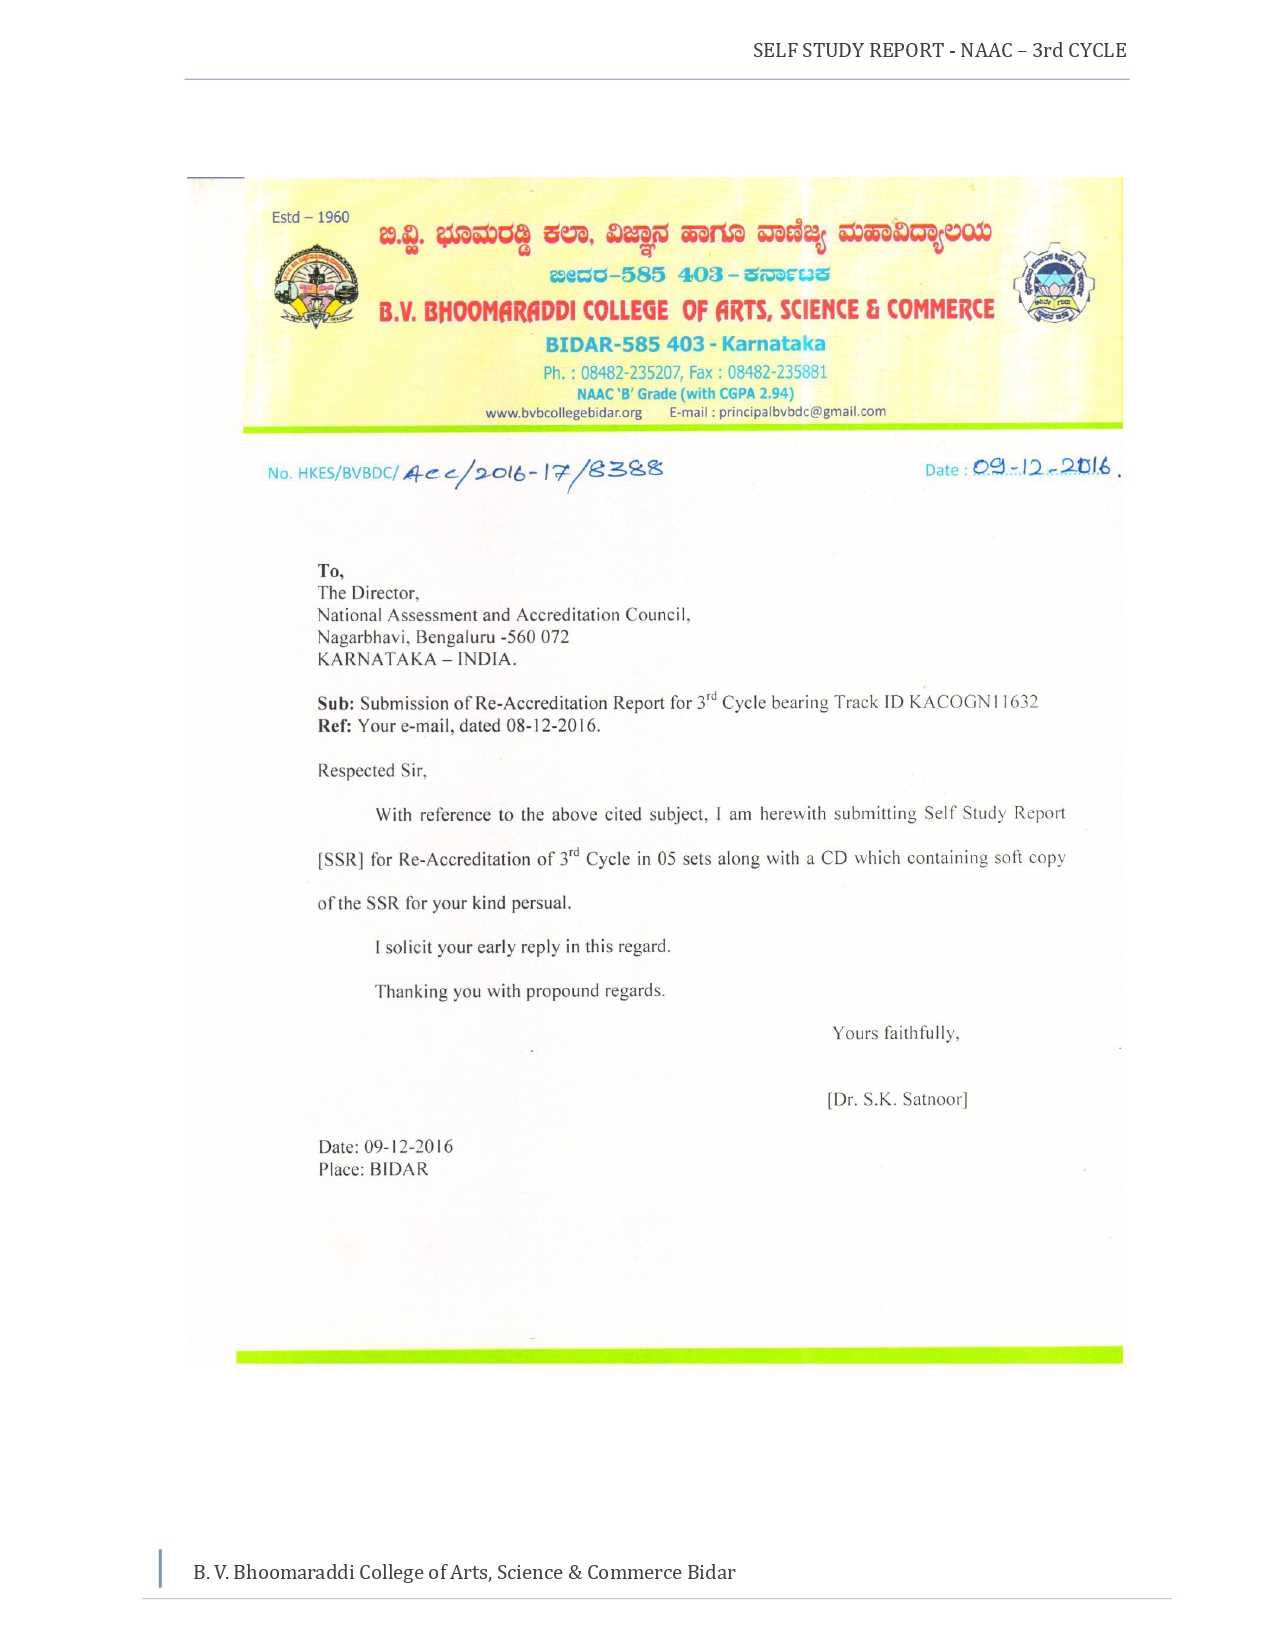 SELF STUDY REPORT - NAAC – 3rd CYCLE
Estd – 1960
ಬಿ.ವ್ಹಿ. ಭೂಮರಡ್ಡಿ ಕಲಾ, ವಿಜ್ಞಾನ ಹಾಗೂ ವಾಣಿಜ್ಯ ಮಹಾವಿದ್ಯಾಲಯ
ಬೀದರ–585 403 – ಕರ್ನಾಟಕ
B.V. BHOOMARADDI COLLEGE OF ARTS, SCIENCE & COMMERCE
BIDAR-585 403 - Karnataka
Ph. : 08482-235207, Fax : 08482-235881
NAAC 'B' Grade (with CGPA 2.94)
www.bvbcollegebidar.org E-mail : principalbvbdc@gmail.com
No. HKES/BVBDC/ Acc/2016-17/8388 Date : 09-12-2016.
To,
The Director,
National Assessment and Accreditation Council,
Nagarbhavi, Bengaluru -560 072
KARNATAKA – INDIA.
Sub: Submission of Re-Accreditation Report for 3rd Cycle bearing Track ID KACOGN11632
Ref: Your e-mail, dated 08-12-2016.
Respected Sir,
With reference to the above cited subject, I am herewith submitting Self Study Report
[SSR] for Re-Accreditation of 3rd Cycle in 05 sets along with a CD which containing soft copy
of the SSR for your kind persual.
I solicit your early reply in this regard.
Thanking you with propound regards.
Yours faithfully,
[Dr. S.K. Satnoor]
Date: 09-12-2016
Place: BIDAR
B. V. Bhoomaraddi College of Arts, Science & Commerce Bidar